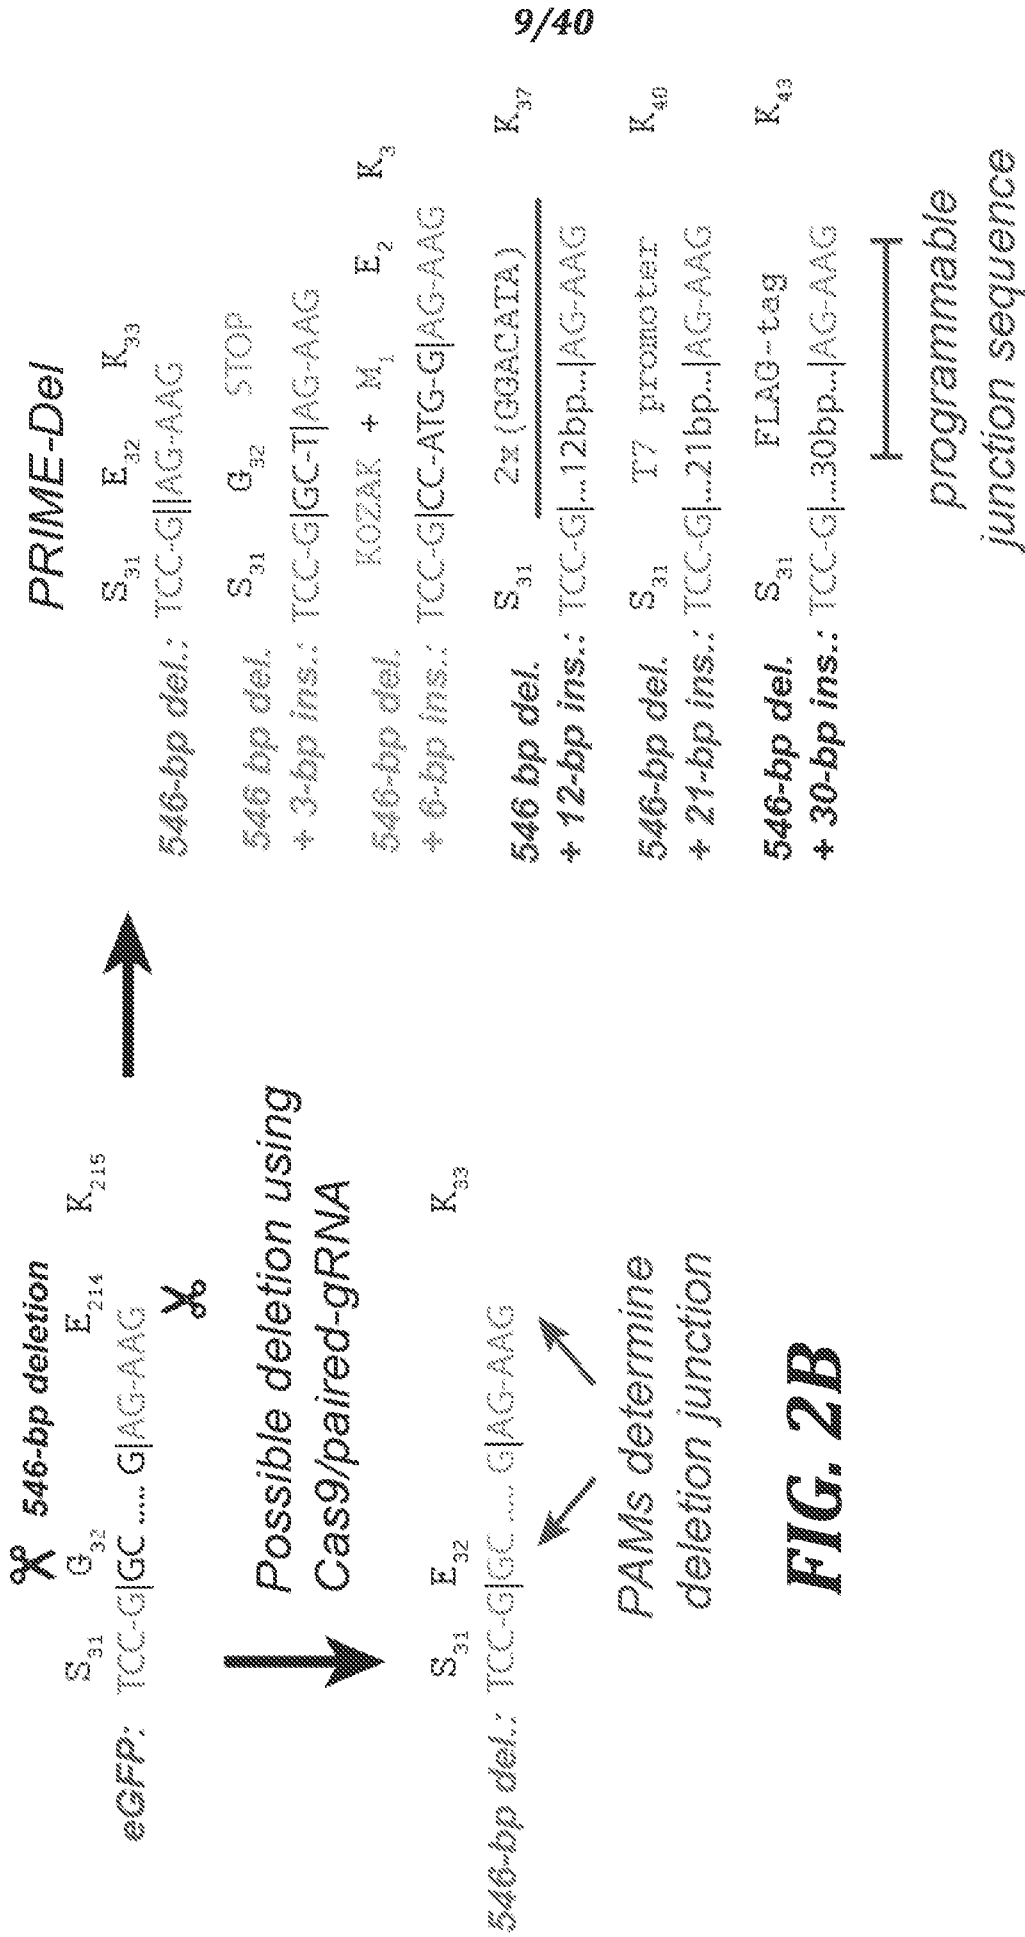 9/40
546-bp deletion
S31 G32 E214 K215
eGFP: TCC-G|GC ..... G|AG-AAG
Possible deletion using
Cas9/paired-gRNA
S31 E32 K33
546-bp del.: TCC-G|GC ..... G|AG-AAG
PAMs determine
deletion junction
PRIME-Del
S31 E32 K33
546-bp del.: TCC-G||AG-AAG
S31 G32 STOP
546 bp del.
+ 3-bp ins.: TCC-G|GC-T|AG-AAG
KOZAK + M1 E2 K3
546-bp del.
+ 6-bp ins.: TCC-G|CC-ATG-G|AG-AAG
S31 2x (GGACATA) K37
546 bp del.
+ 12-bp ins.: TCC-G|...12bp...|AG-AAG
S31 T7 promoter K40
546-bp del.
+ 21-bp ins.: TCC-G|...21bp...|AG-AAG
S31 FLAG-tag K43
546-bp del.
+ 30-bp ins.: TCC-G|...30bp...|AG-AAG
programmable
junction sequence
FIG. 2B